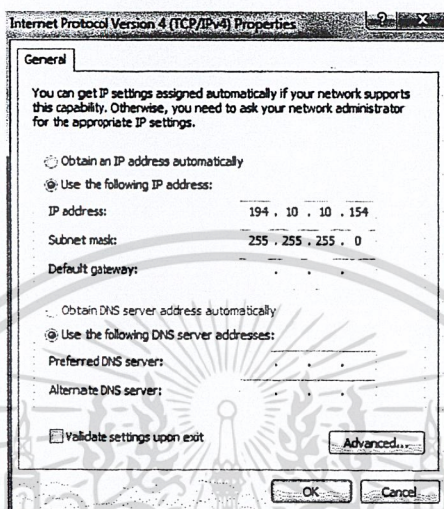 Internet Protocol Version 4 (TCP/IPv4) Properties
General
You can get IP settings assigned automatically if your network supports
this capability. Otherwise, you need to ask your network administrator
for the appropriate IP settings.
Obtain an IP address automatically
Use the following IP address:
IP address: 194 . 10 . 10 . 154
Subnet mask: 255 . 255 . 255 . 0
Default gateway: . . .
Obtain DNS server address automatically
Use the following DNS server addresses:
Preferred DNS server: . . .
Alternate DNS server: . . .
Validate settings upon exit
Advanced...
OK Cancel